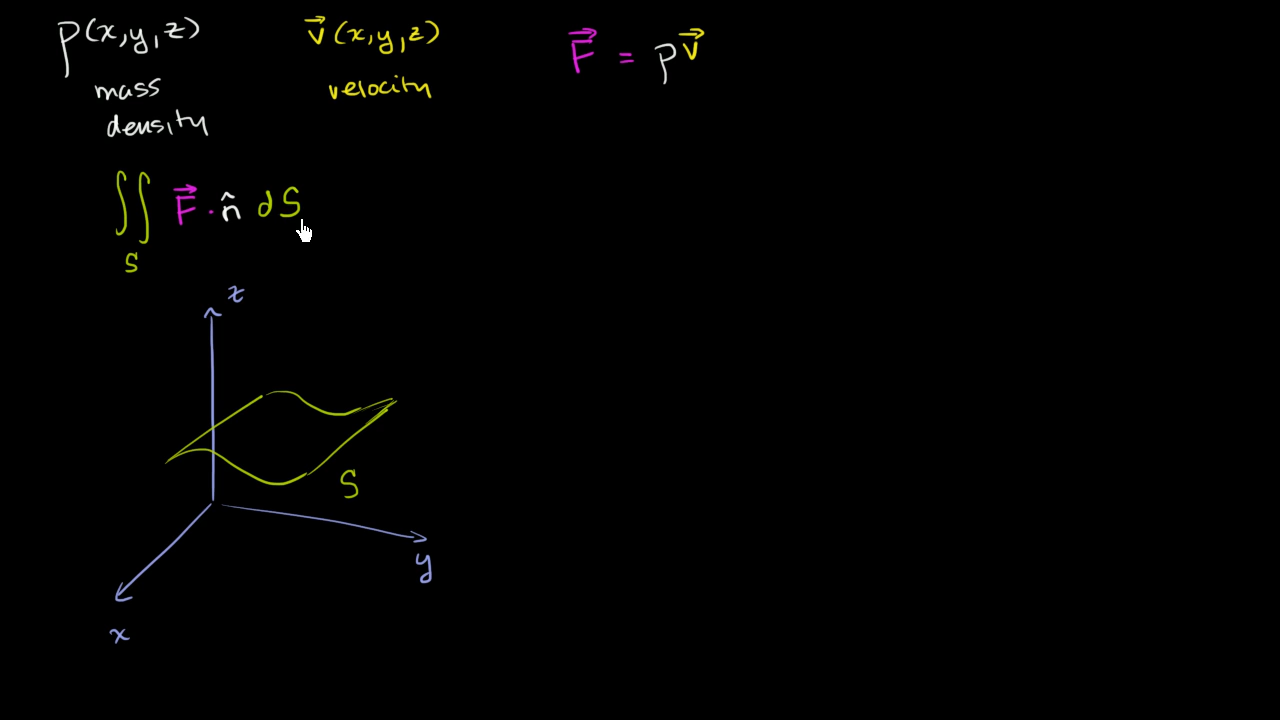 ρ(x,y,z) v⃗(x,y,z) F⃗ = ρv⃗
mass velocity
density
∬ F⃗ · n̂ dS
S
z
S
y
x